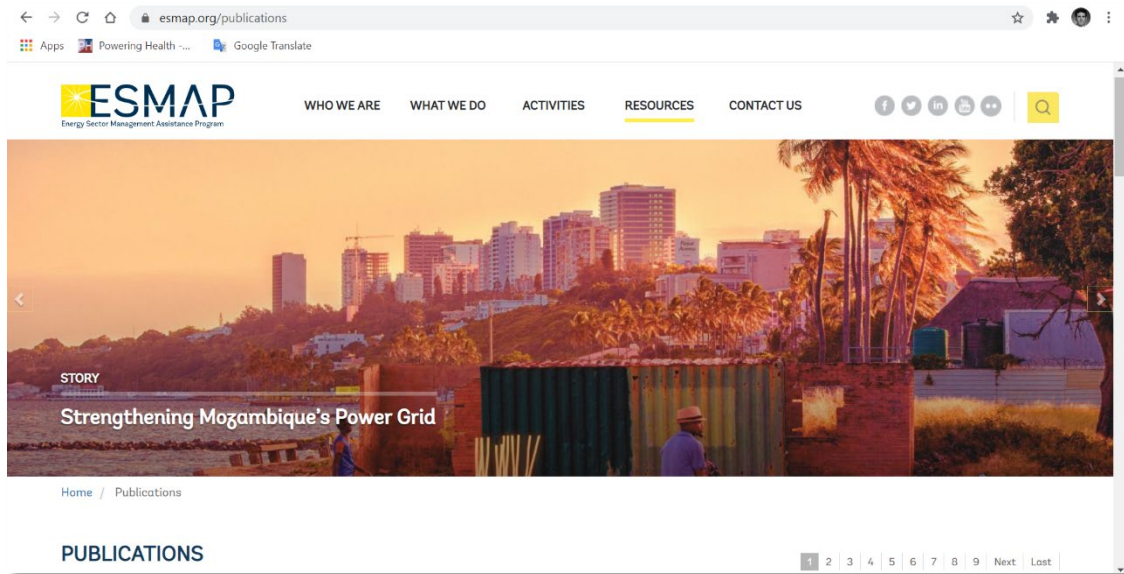 esmap.org/publications
Apps Powering Health -... Google Translate
ESMAP
Energy Sector Management Assistance Program
WHO WE ARE WHAT WE DO ACTIVITIES RESOURCES CONTACT US
STORY
Strengthening Mozambique's Power Grid
Home / Publications
PUBLICATIONS
1 2 3 4 5 6 7 8 9 Next Last